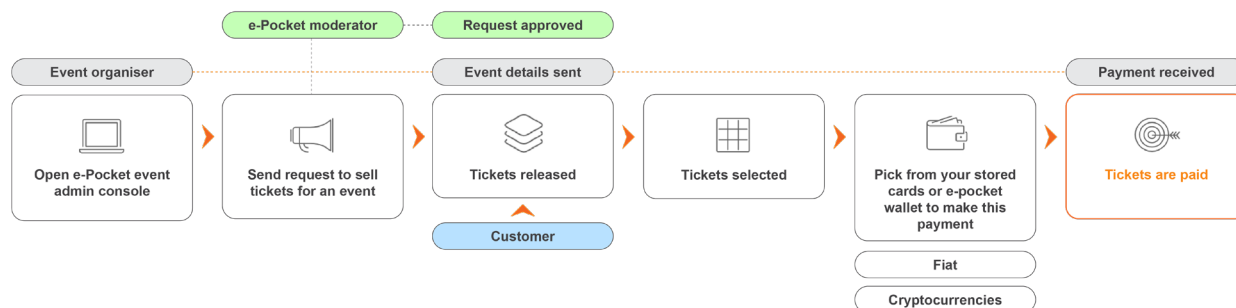 e-Pocket moderator
Request approved
Event organiser
Event details sent
Payment received
Open e-Pocket event
admin console
Send request to sell
tickets for an event
Tickets released
Tickets selected
Pick from your stored
cards or e-pocket
wallet to make this
payment
Tickets are paid
Customer
Fiat
Cryptocurrencies